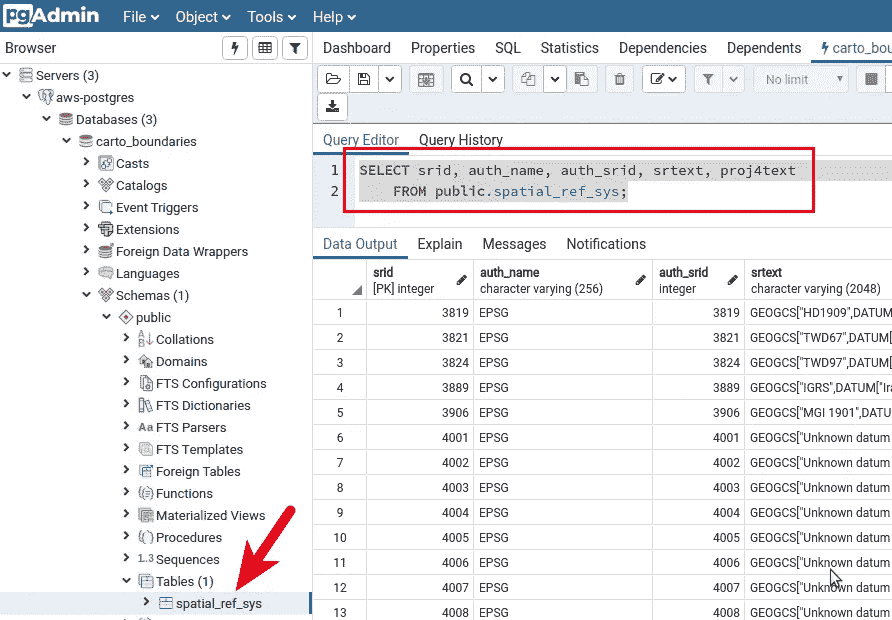 pgAdmin File Object Tools Help
Browser
Dashboard Properties SQL Statistics Dependencies Dependents carto_bou
Servers (3)
aws-postgres
Databases (3)
carto_boundaries
Casts
Catalogs
Event Triggers
Extensions
Foreign Data Wrappers
Languages
Schemas (1)
public
Collations
Domains
FTS Configurations
FTS Dictionaries
Aa FTS Parsers
FTS Templates
Foreign Tables
Functions
Materialized Views
Procedures
1..3 Sequences
Tables (1)
spatial_ref_sys
No limit
Query Editor Query History
1 SELECT srid, auth_name, auth_srid, srtext, proj4text
2 FROM public.spatial_ref_sys;
Data Output Explain Messages Notifications
srid auth_name auth_srid srtext
[PK] integer character varying (256) integer character varying (2048)
1 3819 EPSG 3819 GEOGCS["HD1909",DATUM
2 3821 EPSG 3821 GEOGCS["TWD67",DATUM[
3 3824 EPSG 3824 GEOGCS["TWD97",DATUM[
4 3889 EPSG 3889 GEOGCS["IGRS",DATUM["Ira
5 3906 EPSG 3906 GEOGCS["MGI 1901",DATU
6 4001 EPSG 4001 GEOGCS["Unknown datum
7 4002 EPSG 4002 GEOGCS["Unknown datum
8 4003 EPSG 4003 GEOGCS["Unknown datum
9 4004 EPSG 4004 GEOGCS["Unknown datum
10 4005 EPSG 4005 GEOGCS["Unknown datum
11 4006 EPSG 4006 GEOGCS["Unknown datum
12 4007 EPSG 4007 GEOGCS["Unknown datum
13 4008 EPSG 4008 GEOGCS["Unknown datum